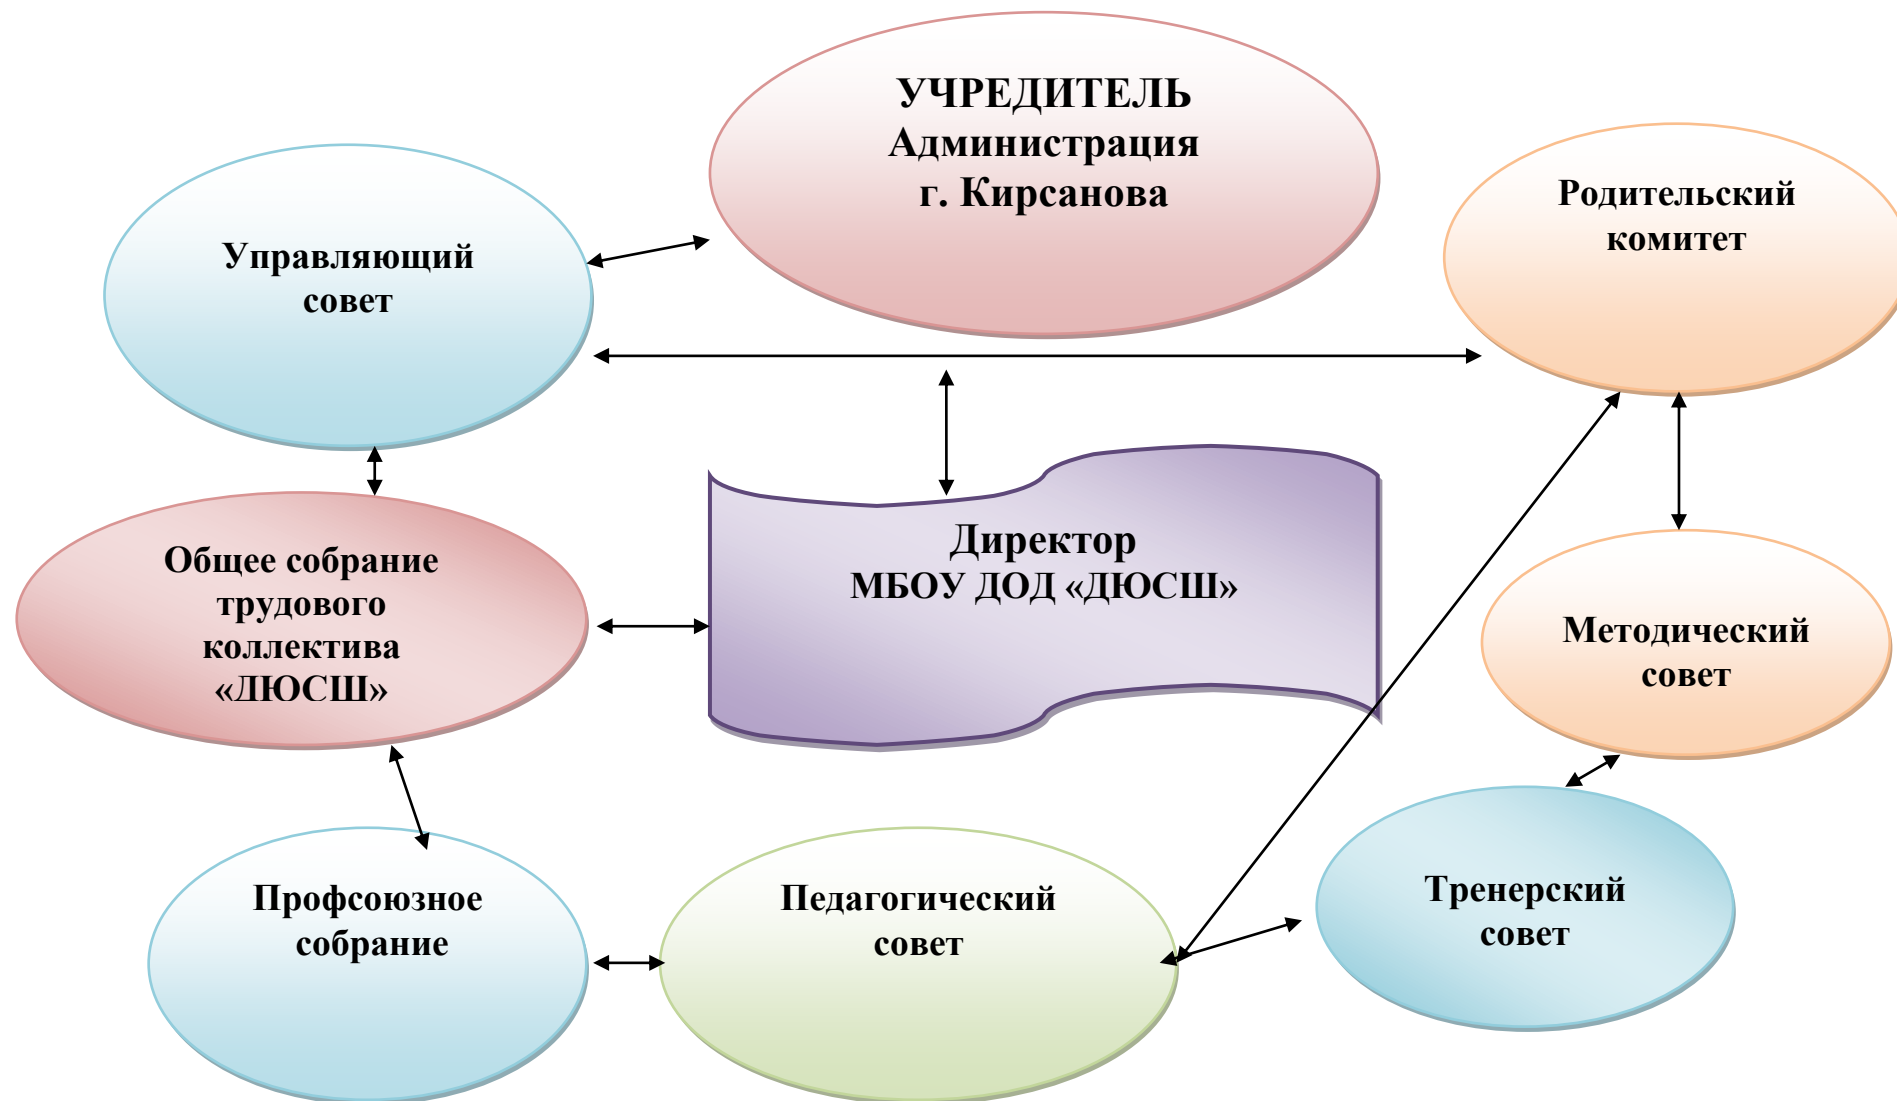 УЧРЕДИТЕЛЬ
Администрация
г. Кирсанова
Родительский
комитет
Управляющий
совет
Директор
МБОУ ДОД «ДЮСШ»
Общее собрание
трудового
коллектива
«ДЮСШ»
Методический
совет
Профсоюзное
собрание
Педагогический
совет
Тренерский
совет